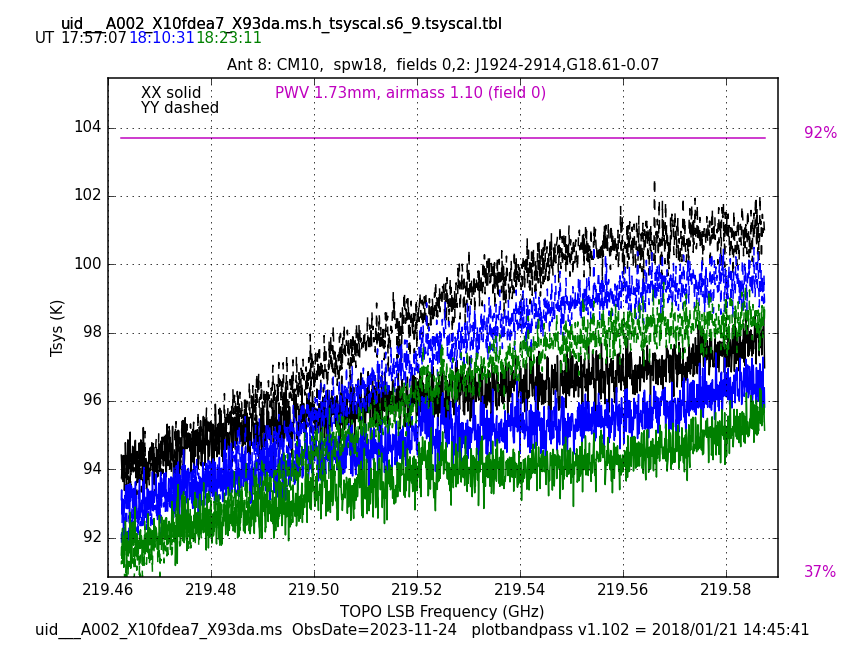 uid___A002_X10fdea7_X93da.ms.h_tsyscal.s6_9.tsyscal.tbl
UT 17:57:07 18:10:31 18:23:11
Ant 8: CM10,  spw18,  fields 0,2: J1924-2914,G18.61-0.07
XX solid
PWV 1.73mm, airmass 1.10 (field 0)
YY dashed
104
92%
102
100
98
Tsys (K)
96
94
92
37%
219.46 219.48 219.50 219.52 219.54 219.56 219.58
TOPO LSB Frequency (GHz)
uid___A002_X10fdea7_X93da.ms  ObsDate=2023-11-24   plotbandpass v1.102 = 2018/01/21 14:45:41